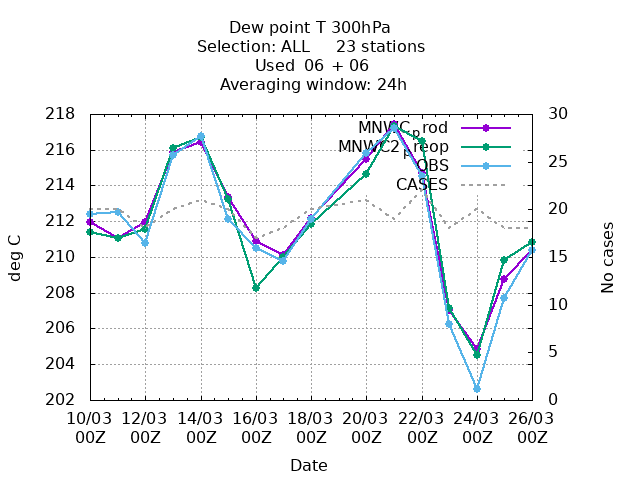 Dew point T 300hPa
Selection: ALL     23 stations
Used  06 + 06
Averaging window: 24h
218
216
214
212
210
208
206
204
202
30
25
20
15
10
5
0
MNWC_prod
MNWC2_preop
OBS
CASES
deg C
No cases
10/03 12/03 14/03 16/03 18/03 20/03 22/03 24/03 26/03
00Z 00Z 00Z 00Z 00Z 00Z 00Z 00Z 00Z
Date